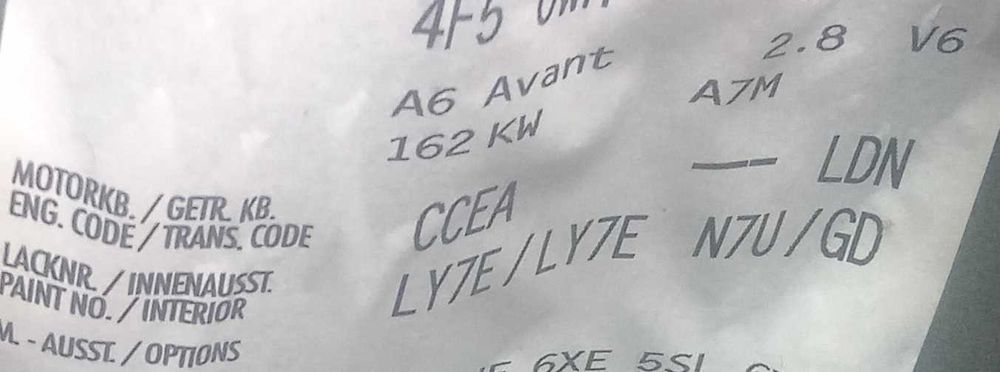 4F5
A6 Avant 2.8 V6
162 KW A7M
MOTORKB. / GETR. KB.
ENG. CODE / TRANS. CODE CCEA --- LDN
LACKNR. / INNENAUSST.
PAINT NO. / INTERIOR LY7E / LY7E N7U / GD
M. - AUSST. / OPTIONS
6XE 5SL